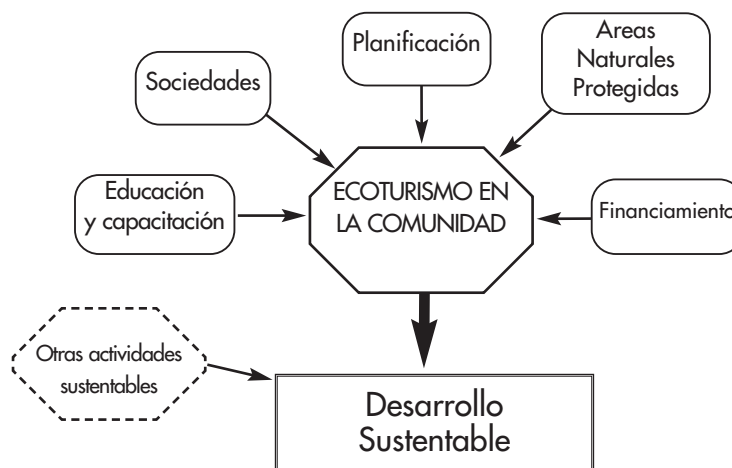 Planificación
Areas
Naturales
Protegidas
Sociedades
ECOTURISMO EN
LA COMUNIDAD
Educación
y capacitación
Financiamiento
Otras actividades
sustentables
Desarrollo
Sustentable